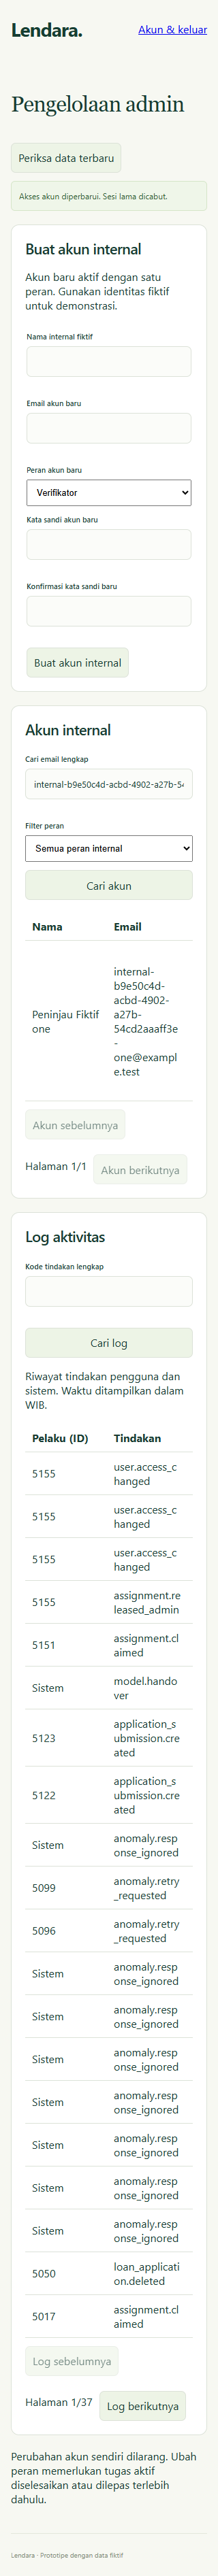 Lendara.
Akun & keluar
Pengelolaan admin
Periksa data terbaru
Akses akun diperbarui. Sesi lama dicabut.
Buat akun internal
Akun baru aktif dengan satu
peran. Gunakan identitas fiktif
untuk demonstrasi.
Nama internal fiktif
Email akun baru
Peran akun baru
Verifikator
Kata sandi akun baru
Konfirmasi kata sandi baru
Buat akun internal
Akun internal
Cari email lengkap
internal-b9e50c4d-acbd-4902-a27b-54
Filter peran
Semua peran internal
Cari akun
Nama Email
Peninjau Fiktif
one
internal-
b9e50c4d-
acbd-4902-
a27b-
54cd2aaaff3e
-
one@exampl
e.test
Akun sebelumnya
Halaman 1/1 Akun berikutnya
Log aktivitas
Kode tindakan lengkap
Cari log
Riwayat tindakan pengguna dan
sistem. Waktu ditampilkan dalam
WIB.
Pelaku (ID) Tindakan
5155 user.access_c
hanged
5155 user.access_c
hanged
5155 user.access_c
hanged
5155 assignment.re
leased_admin
5151 assignment.cl
aimed
Sistem model.hando
ver
5123 application_s
ubmission.cre
ated
5122 application_s
ubmission.cre
ated
Sistem anomaly.resp
onse_ignored
5099 anomaly.retry
_requested
5096 anomaly.retry
_requested
Sistem anomaly.resp
onse_ignored
Sistem anomaly.resp
onse_ignored
Sistem anomaly.resp
onse_ignored
Sistem anomaly.resp
onse_ignored
Sistem anomaly.resp
onse_ignored
Sistem anomaly.resp
onse_ignored
Sistem anomaly.resp
onse_ignored
5050 loan_applicati
on.deleted
5017 assignment.cl
aimed
Log sebelumnya
Halaman 1/37 Log berikutnya
Perubahan akun sendiri dilarang. Ubah
peran memerlukan tugas aktif
diselesaikan atau dilepas terlebih
dahulu.
Lendara · Prototipe dengan data fiktif